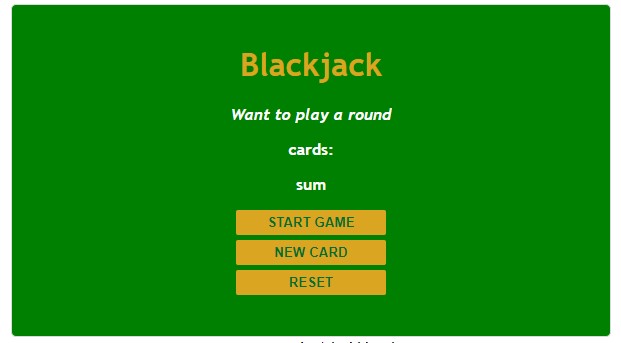 Blackjack
Want to play a round
cards:
sum
START GAME
NEW CARD
RESET